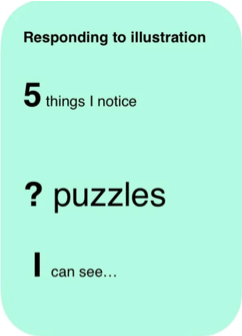 Responding to illustration
5 things I notice
? puzzles
I can see…